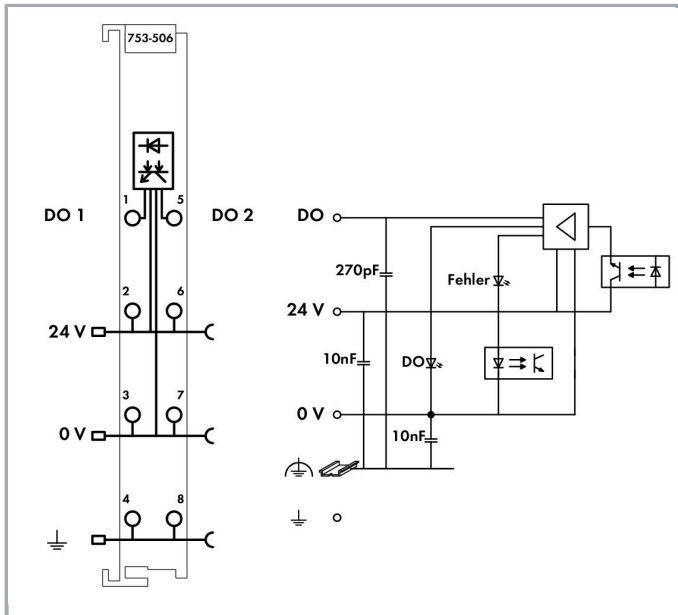 753-506
1 5
DO 1 DO 2
2 6
24 V
3 7
0 V
4 8
DO
270pF
Fehler
24 V
10nF
DO
0 V
10nF